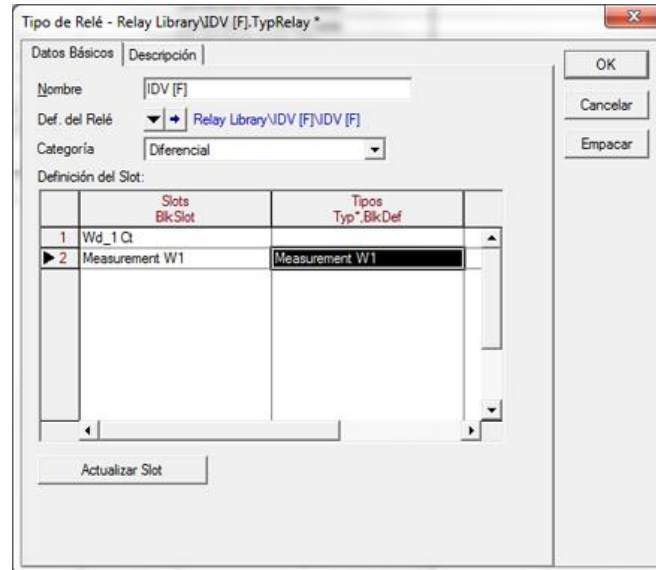 Tipo de Relé - Relay Library\IDV [F].TypRelay *
Datos Básicos Descripción
OK
Nombre IDV [F]
Cancelar
Def. del Relé Relay Library\IDV [F]\IDV [F]
Categoría Diferencial
Empacar
Definición del Slot:
Slots Tipos
BlkSlot Typ*,BlkDef
1 Wd_1 Ct
2 Measurement W1 Measurement W1
Actualizar Slot